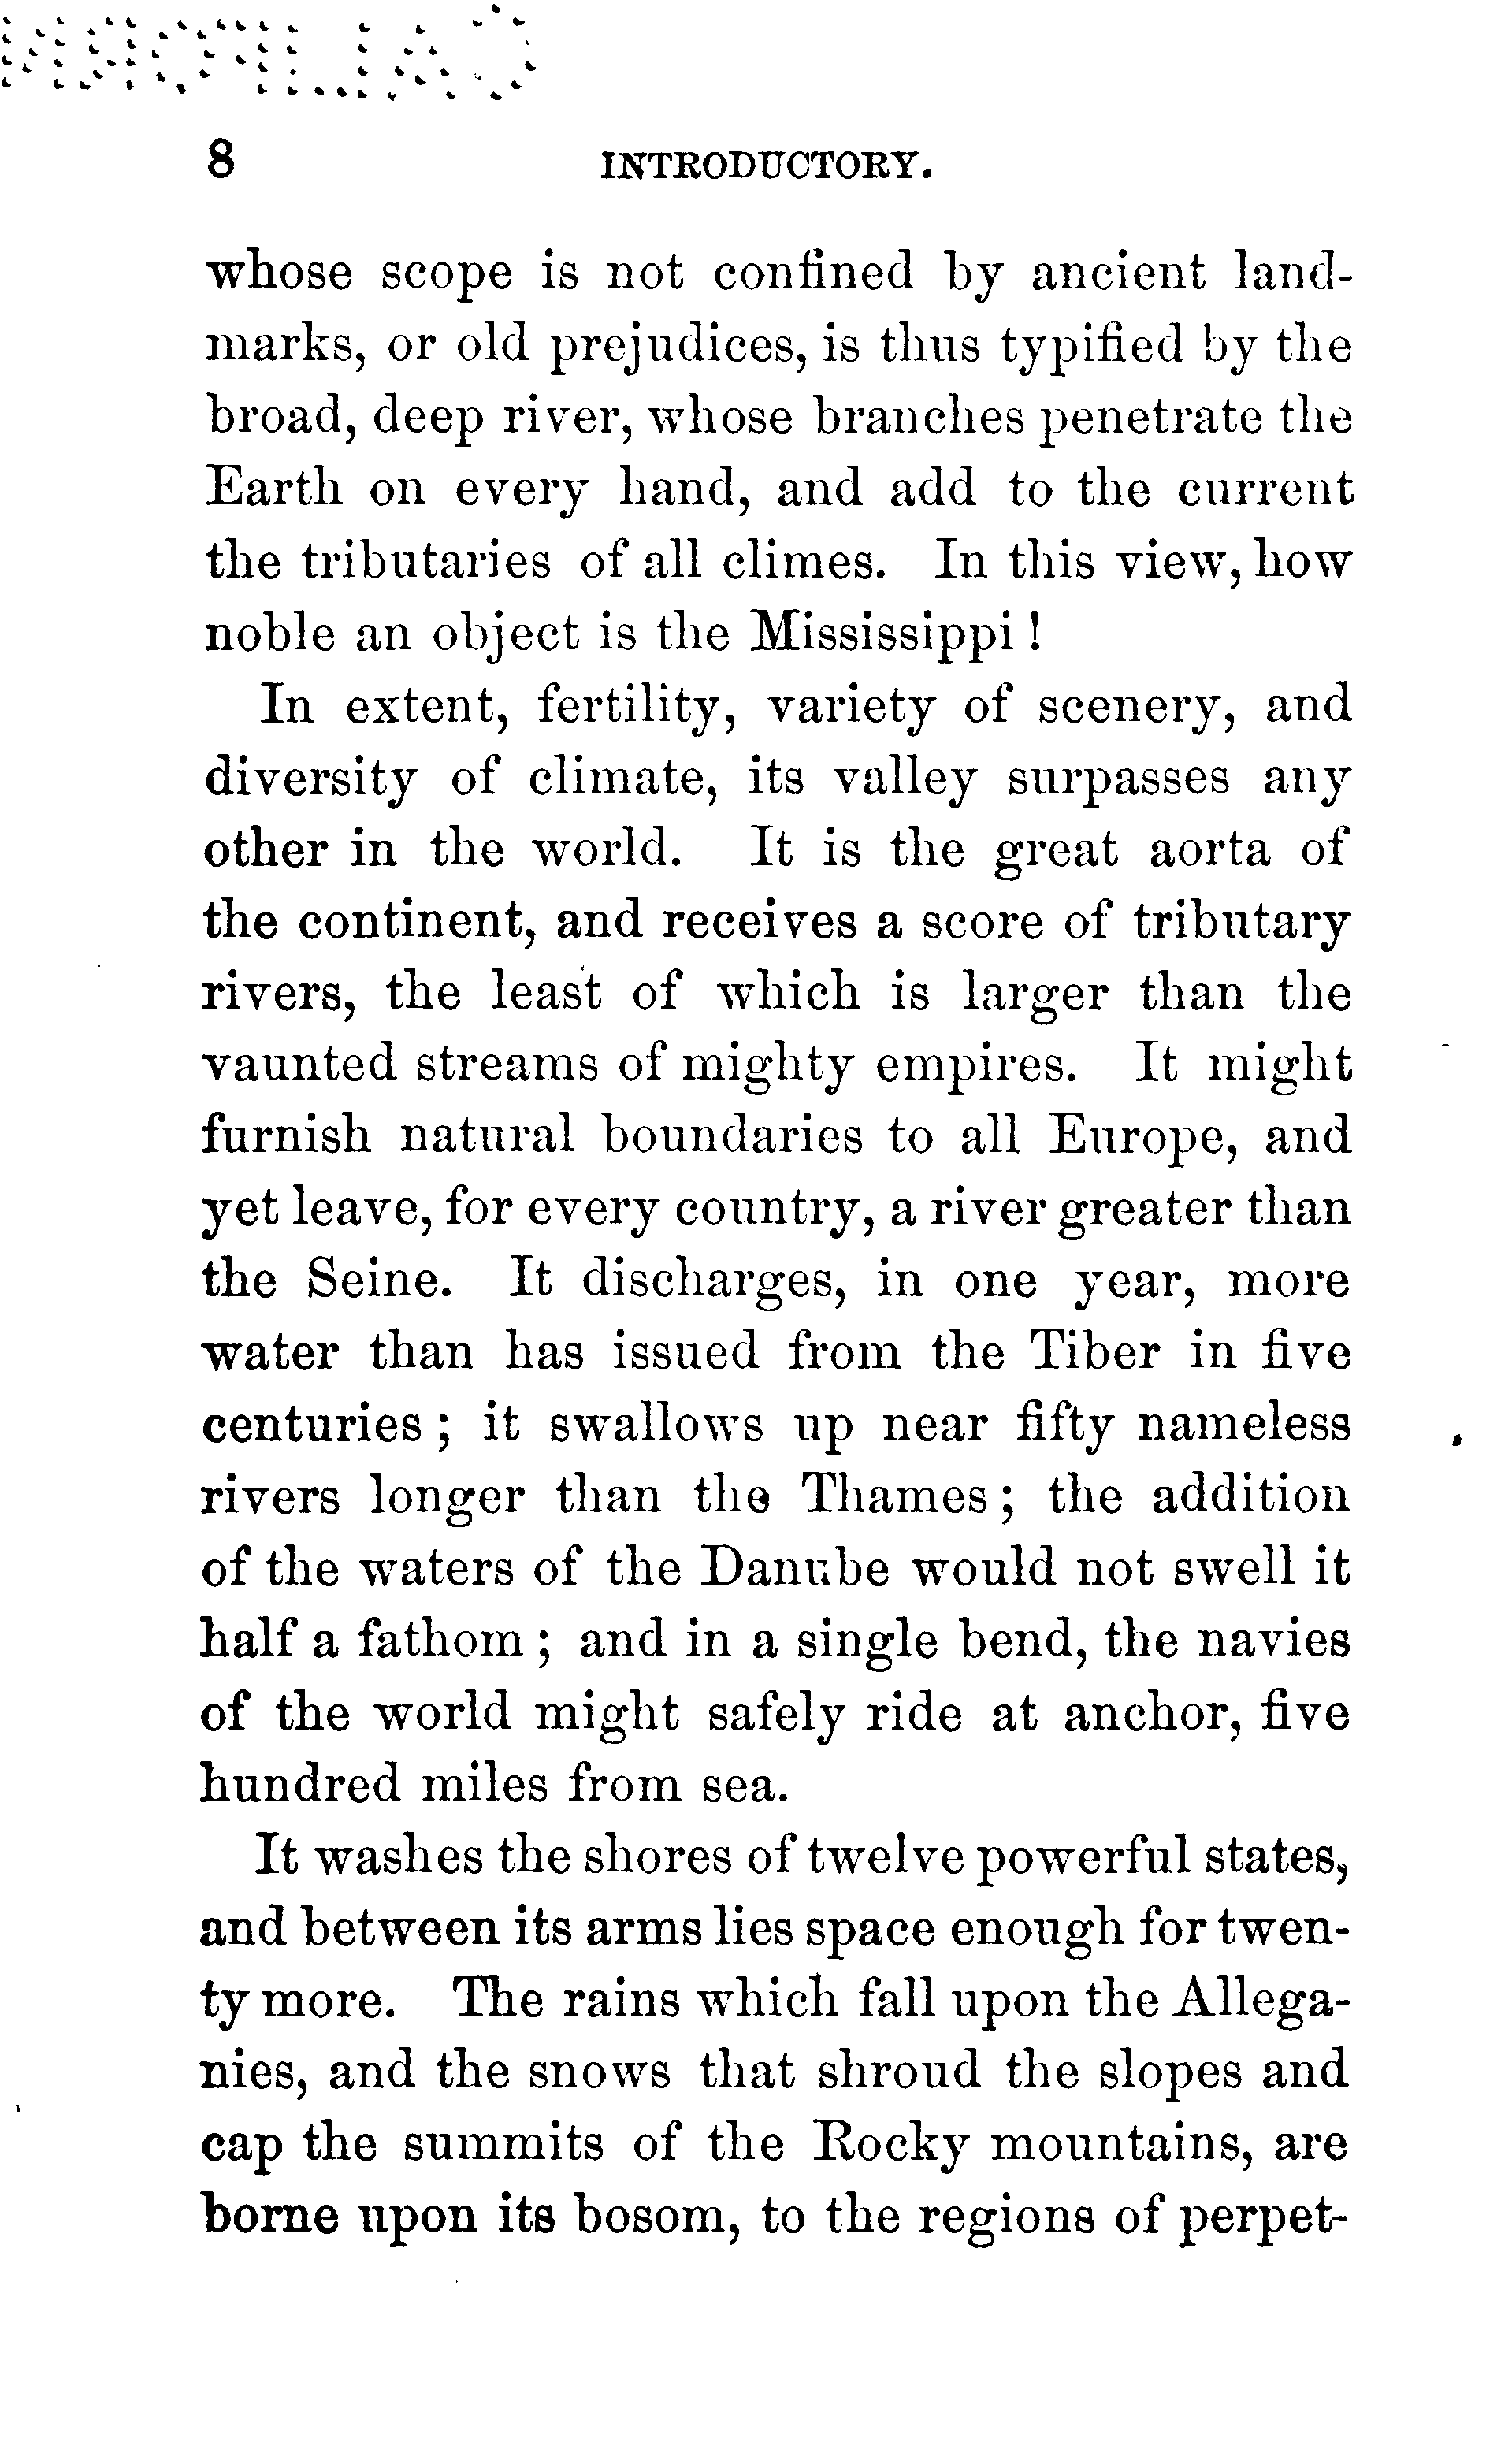 8 INTRODUCTORY.
whose scope is not confined by ancient land-
marks, or old prejudices, is thus typified by the
broad, deep river, whose branches penetrate the
Earth on every hand, and add to the current
the tributaries of all climes. In this view, how
noble an object is the Mississippi !
In extent, fertility, variety of scenery, and
diversity of climate, its valley surpasses any
other in the world. It is the great aorta of
the continent, and receives a score of tributary
rivers, the least of which is larger than the
vaunted streams of mighty empires. It might
furnish natural boundaries to all Europe, and
yet leave, for every country, a river greater than
the Seine. It discharges, in one year, more
water than has issued from the Tiber in five
centuries ; it swallows up near fifty nameless
rivers longer than the Thames ; the addition
of the waters of the Danube would not swell it
half a fathom ; and in a single bend, the navies
of the world might safely ride at anchor, five
hundred miles from sea.
It washes the shores of twelve powerful states,
and between its arms lies space enough for twen-
ty more. The rains which fall upon the Allega-
nies, and the snows that shroud the slopes and
cap the summits of the Rocky mountains, are
borne upon its bosom, to the regions of perpet-